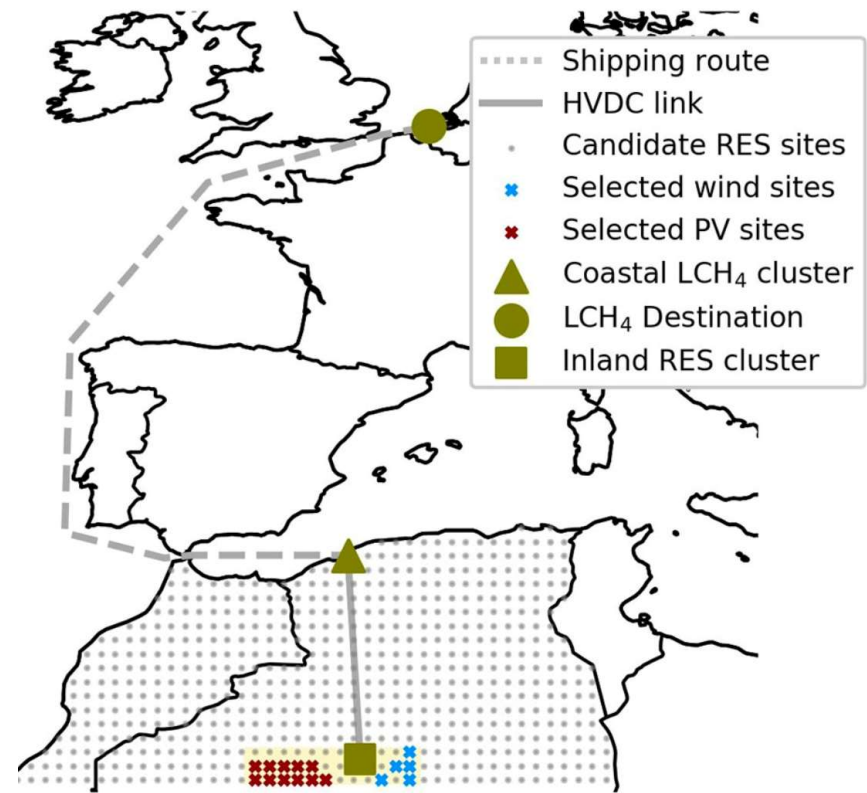 Shipping route
HVDC link
Candidate RES sites
Selected wind sites
Selected PV sites
Coastal LCH₄ cluster
LCH₄ Destination
Inland RES cluster